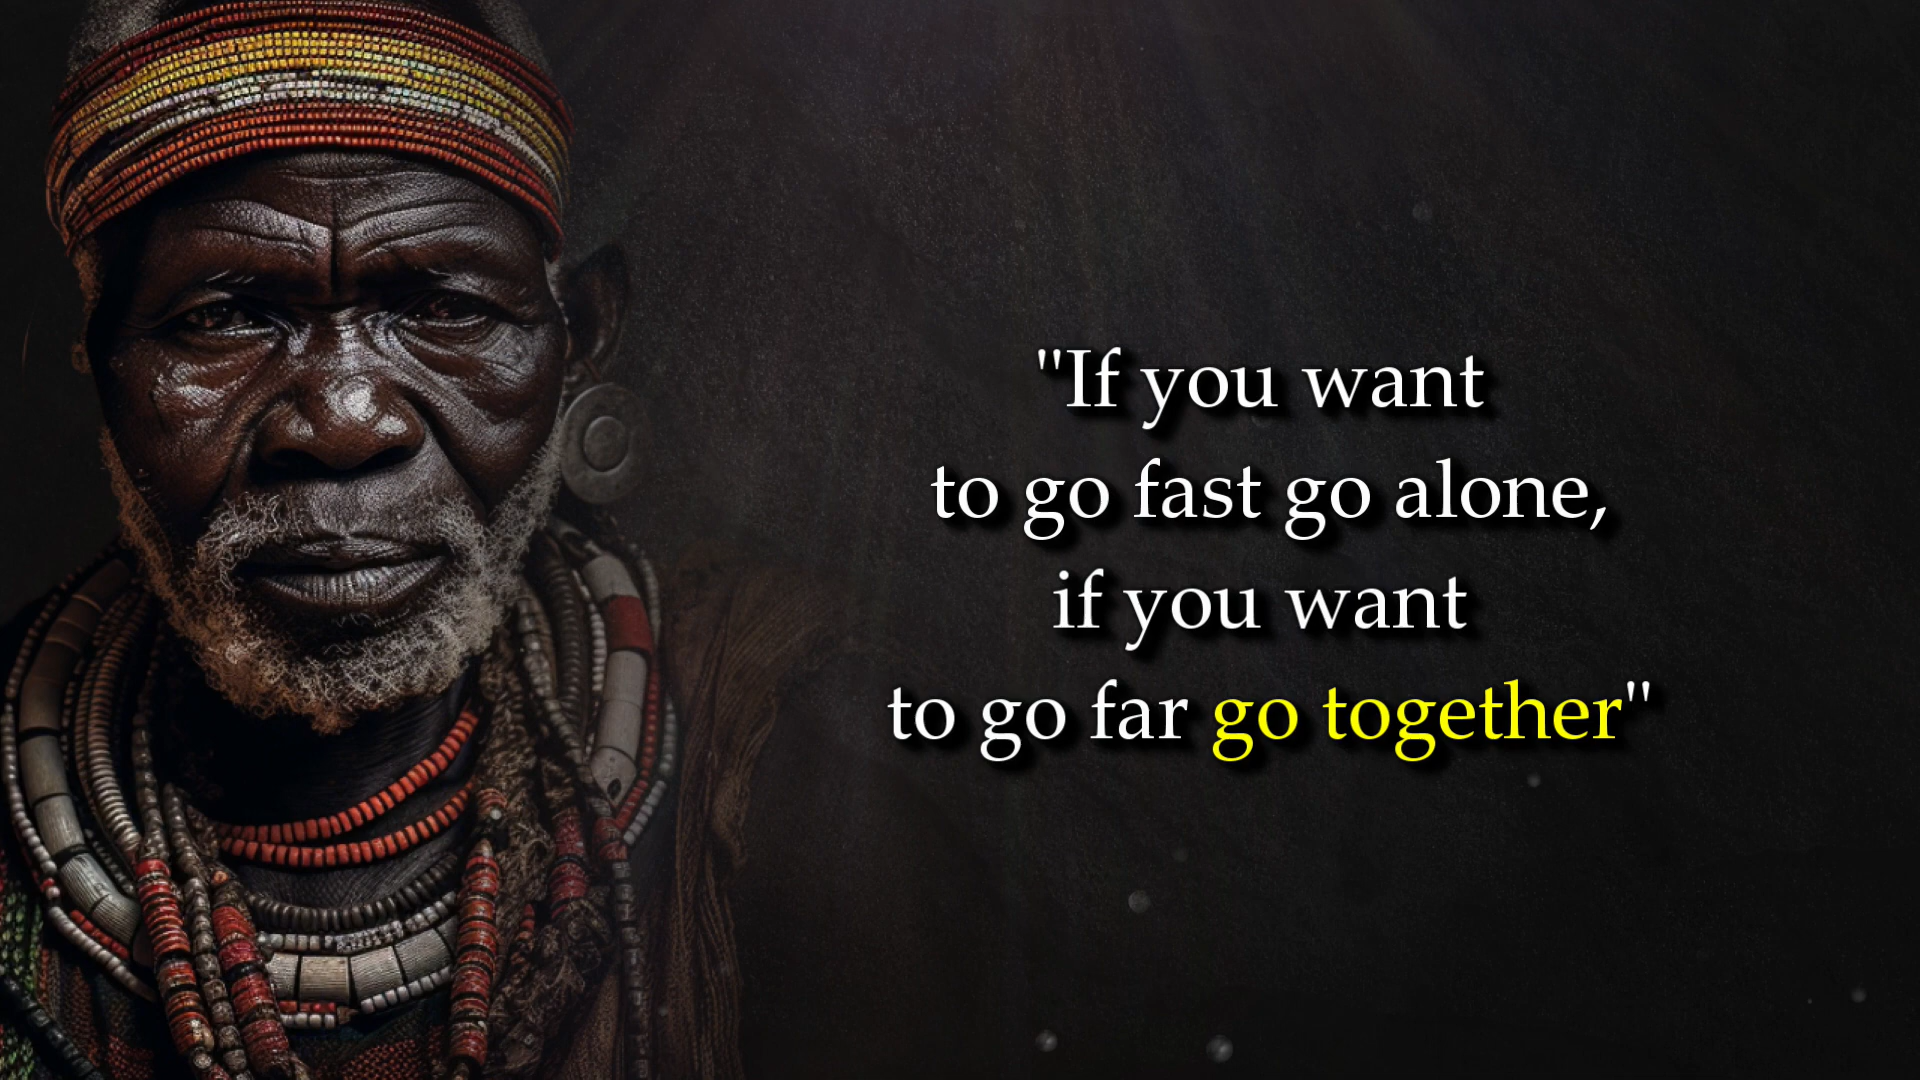 "If you want
to go fast go alone,
if you want
to go far go together"